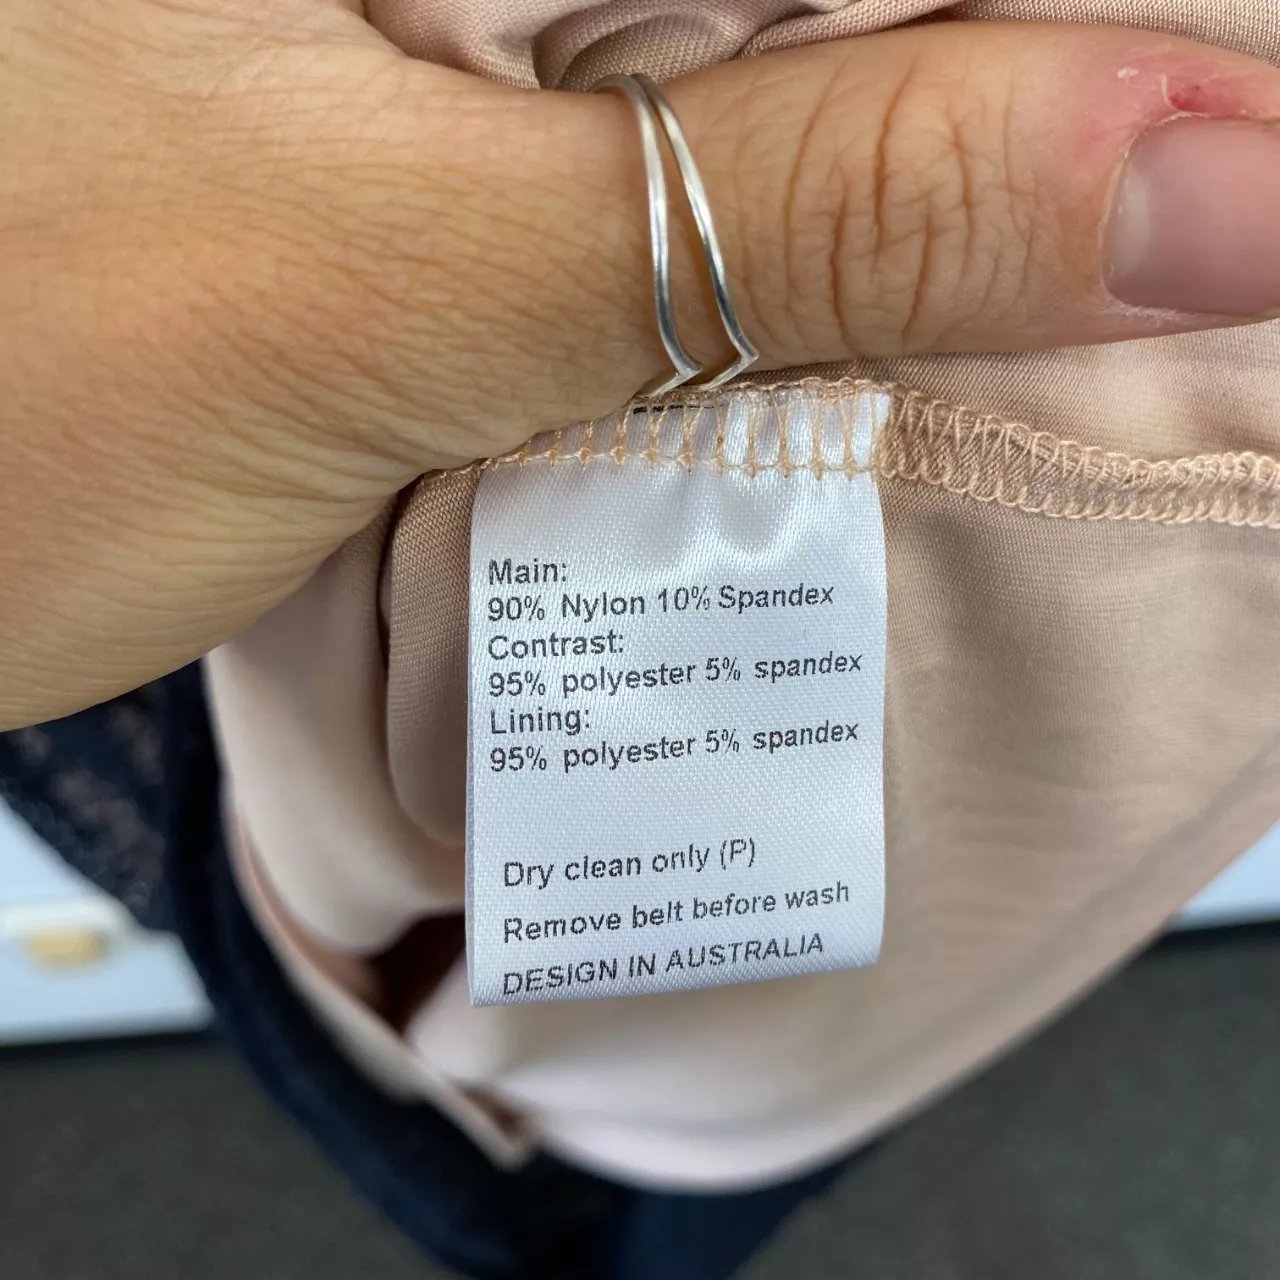 Main:
90% Nylon 10% Spandex
Contrast:
95% polyester 5% spandex
Lining:
95% polyester 5% spandex
Dry clean only (P)
Remove belt before wash
DESIGN IN AUSTRALIA